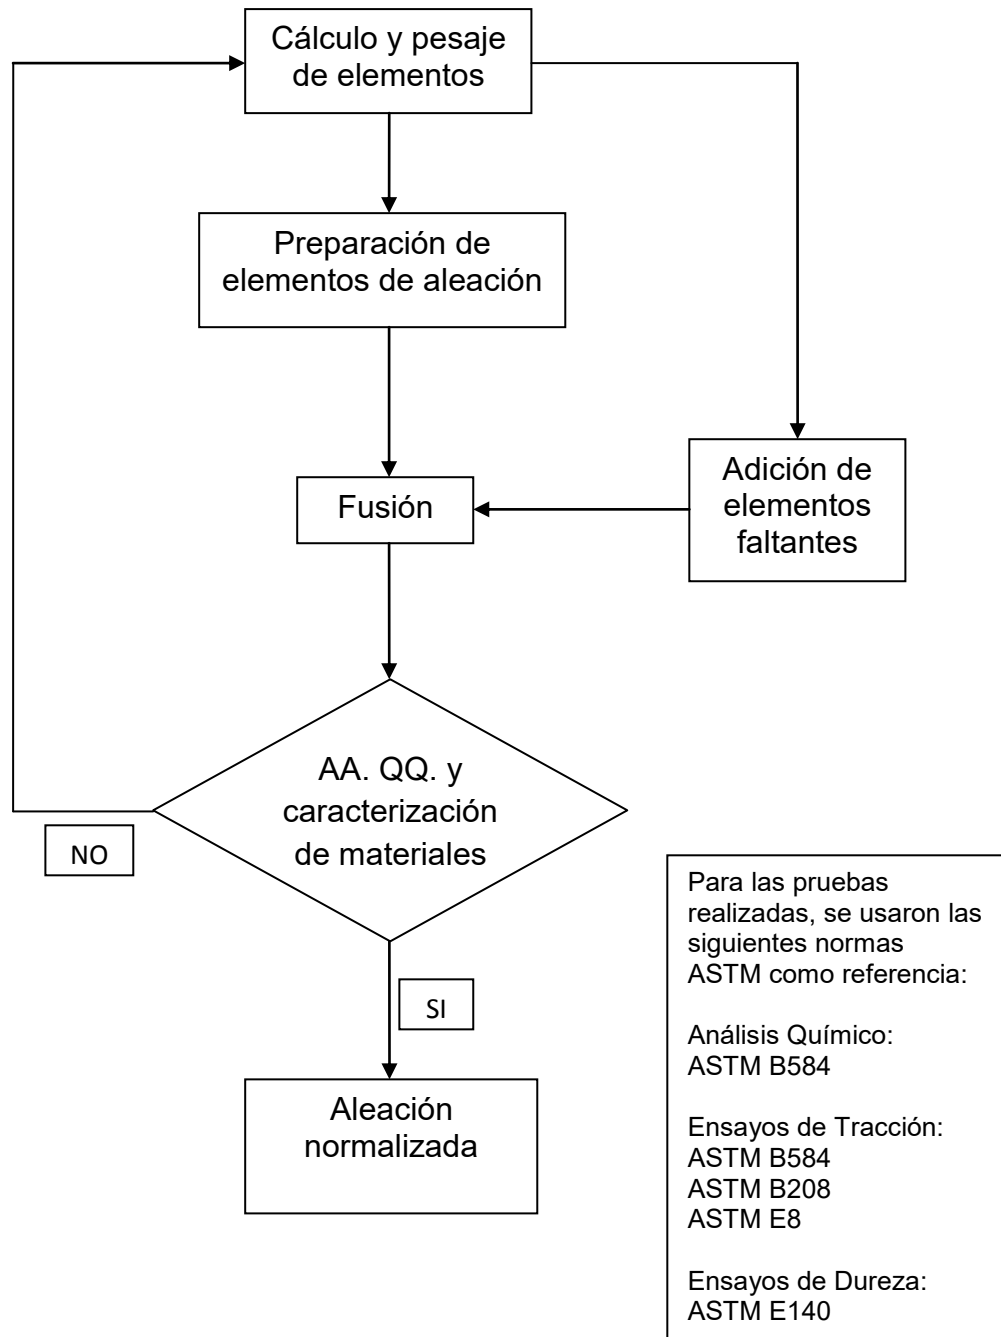 Cálculo y pesaje
de elementos
Preparación de
elementos de aleación
Fusión
Adición de
elementos
faltantes
AA. QQ. y
caracterización
de materiales
NO
SI
Aleación
normalizada
Para las pruebas
realizadas, se usaron las
siguientes normas
ASTM como referencia:
Análisis Químico:
ASTM B584
Ensayos de Tracción:
ASTM B584
ASTM B208
ASTM E8
Ensayos de Dureza:
ASTM E140